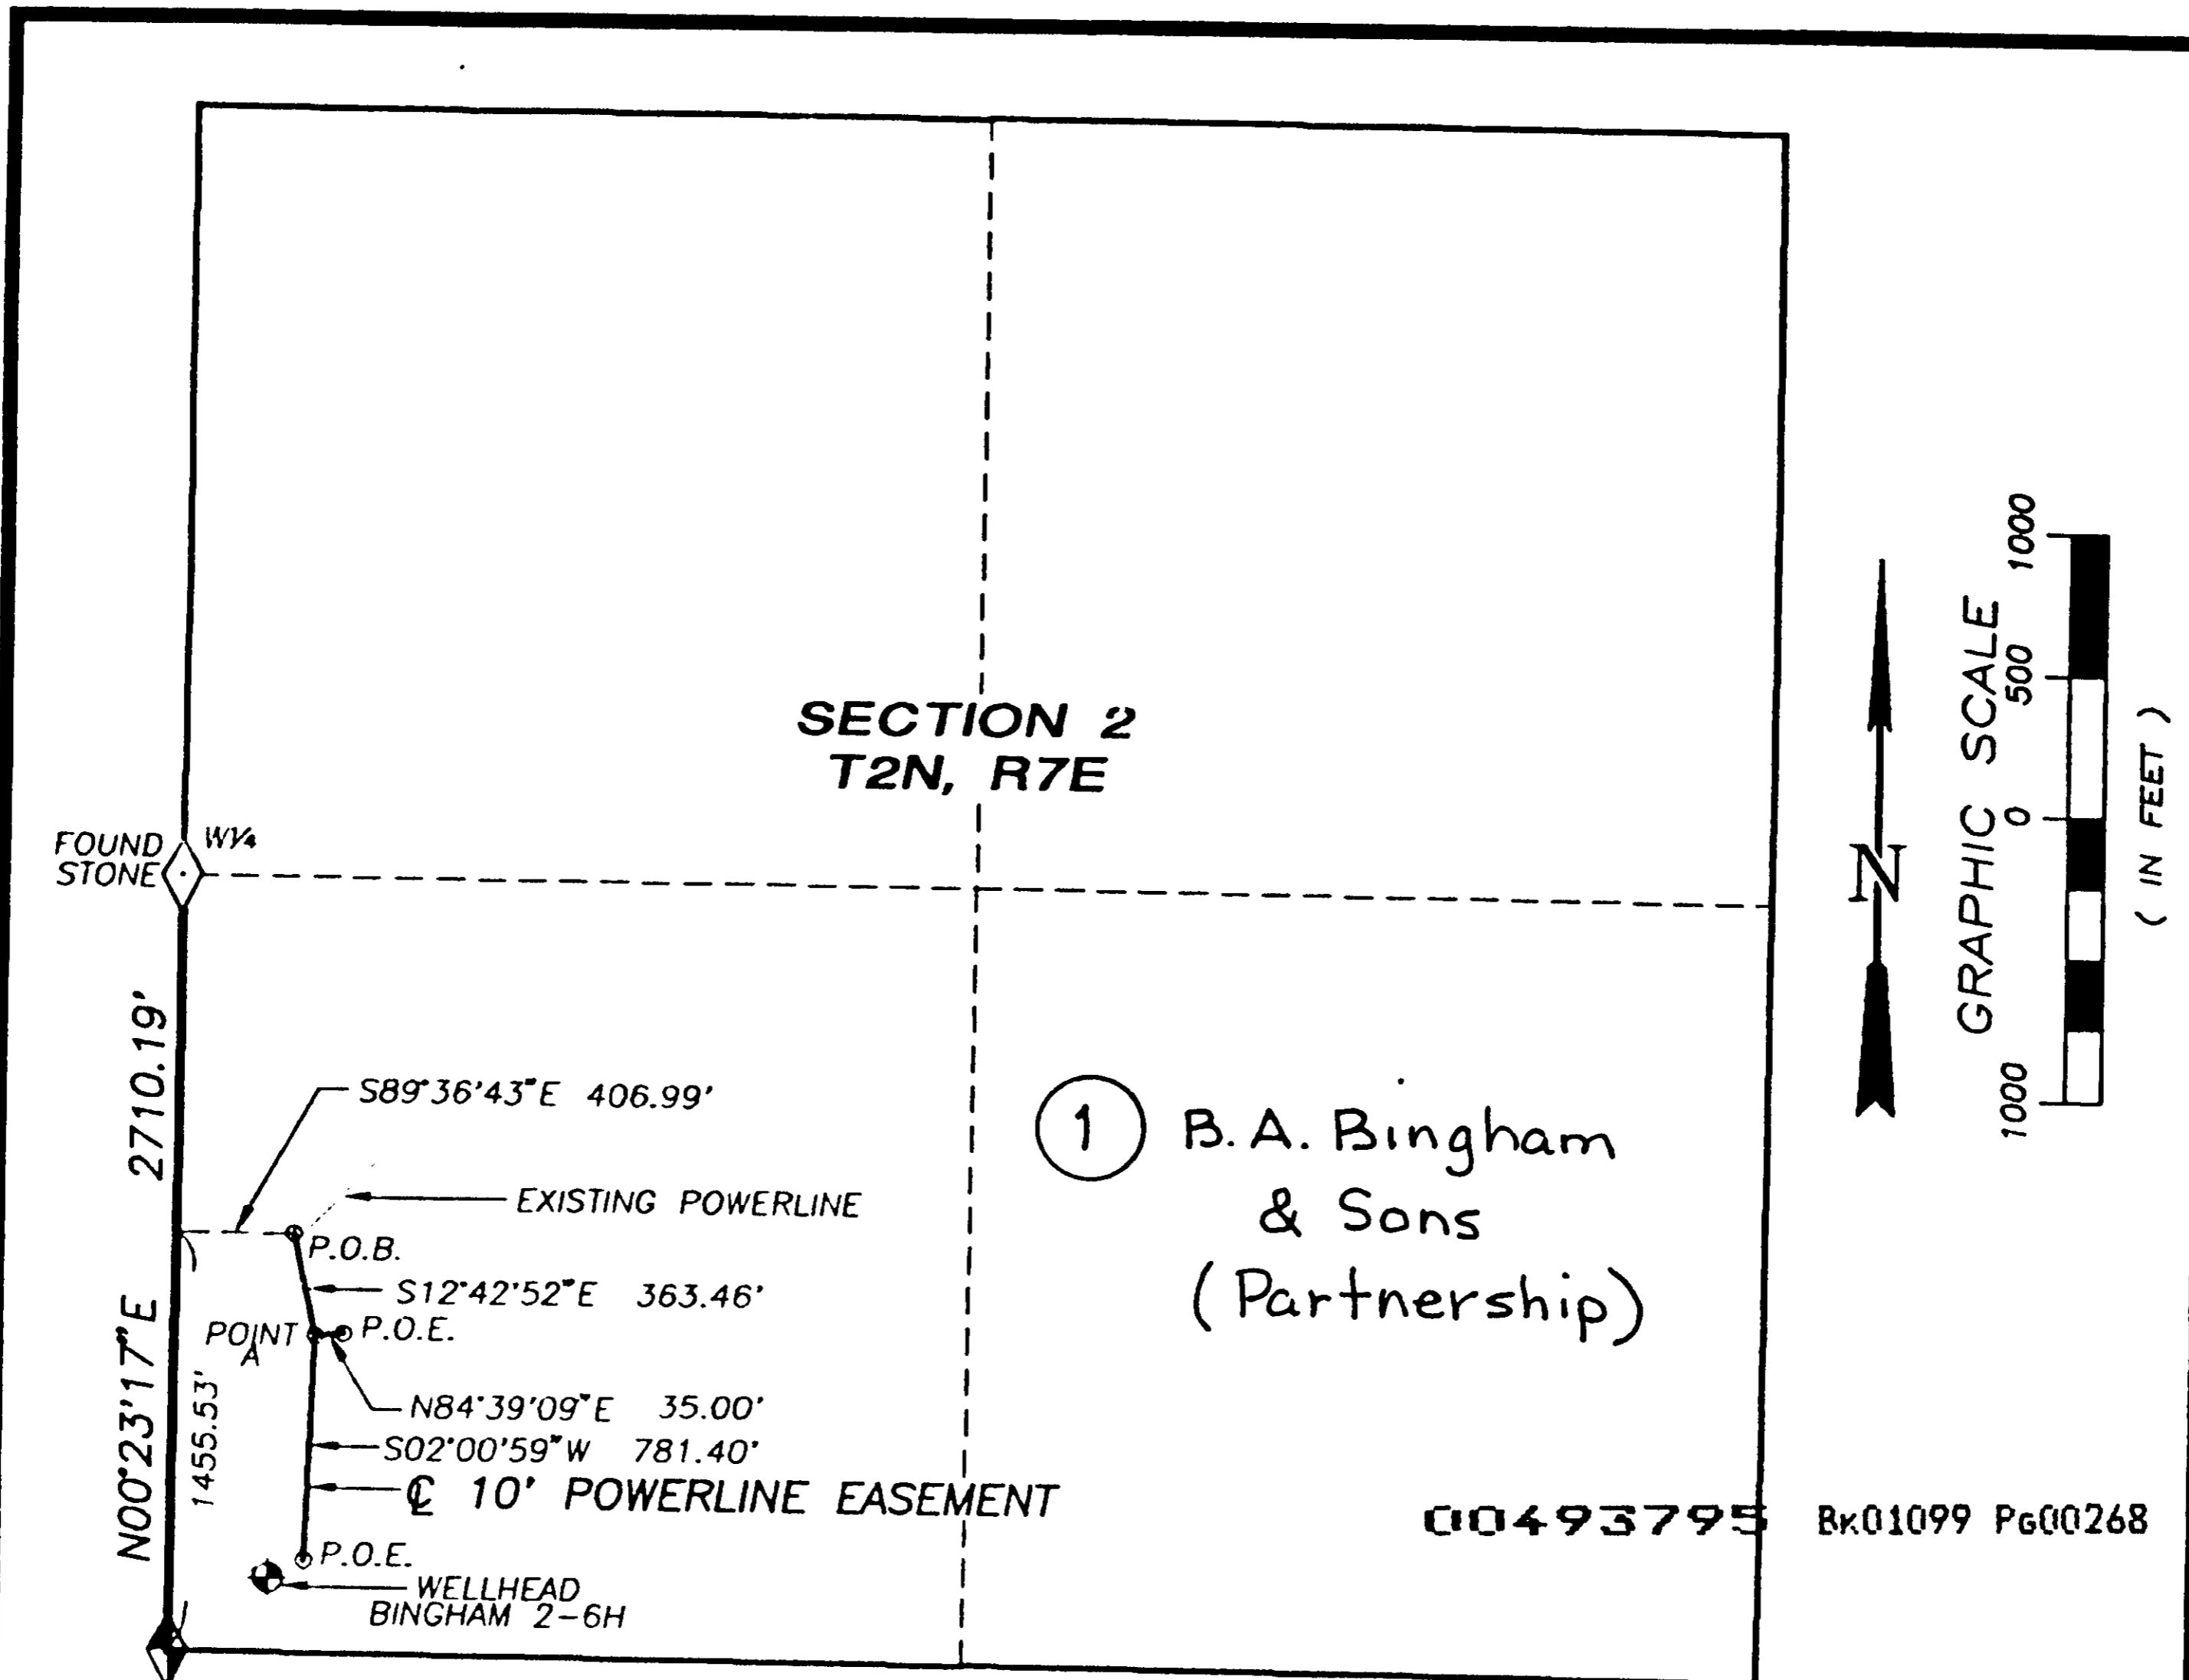 SECTION 2
T2N, R7E
FOUND
STONE
W¼
2710.19'
N00°23'17"E
1455.53'
S89°36'43"E 406.99'
EXISTING POWERLINE
P.O.B.
S12°42'52"E 363.46'
POINT
A
P.O.E.
N84°39'09"E 35.00'
S02°00'59"W 781.40'
℄ 10' POWERLINE EASEMENT
P.O.E.
WELLHEAD
BINGHAM 2-6H
1
B.A. Bingham
& Sons
(Partnership)
N
GRAPHIC SCALE
1000
0
500
1000
( IN FEET )
00493795 BK01099 PG00268